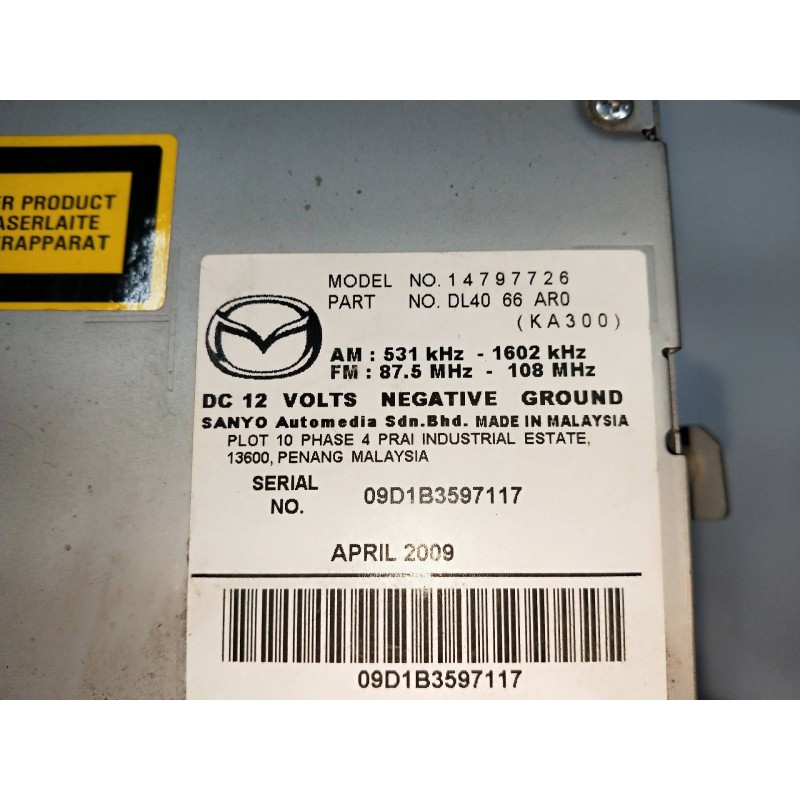 ER PRODUCT
ASERLAITE
RAPPARAT
MODEL NO. 14797726
PART NO. DL40 66 AR0
(KA300)
AM : 531 kHz - 1602 kHz
FM : 87.5 MHz - 108 MHz
DC 12 VOLTS NEGATIVE GROUND
SANYO Automedia Sdn.Bhd. MADE IN MALAYSIA
PLOT 10 PHASE 4 PRAI INDUSTRIAL ESTATE,
13600, PENANG MALAYSIA
SERIAL NO. 09D1B3597117
APRIL 2009
09D1B3597117